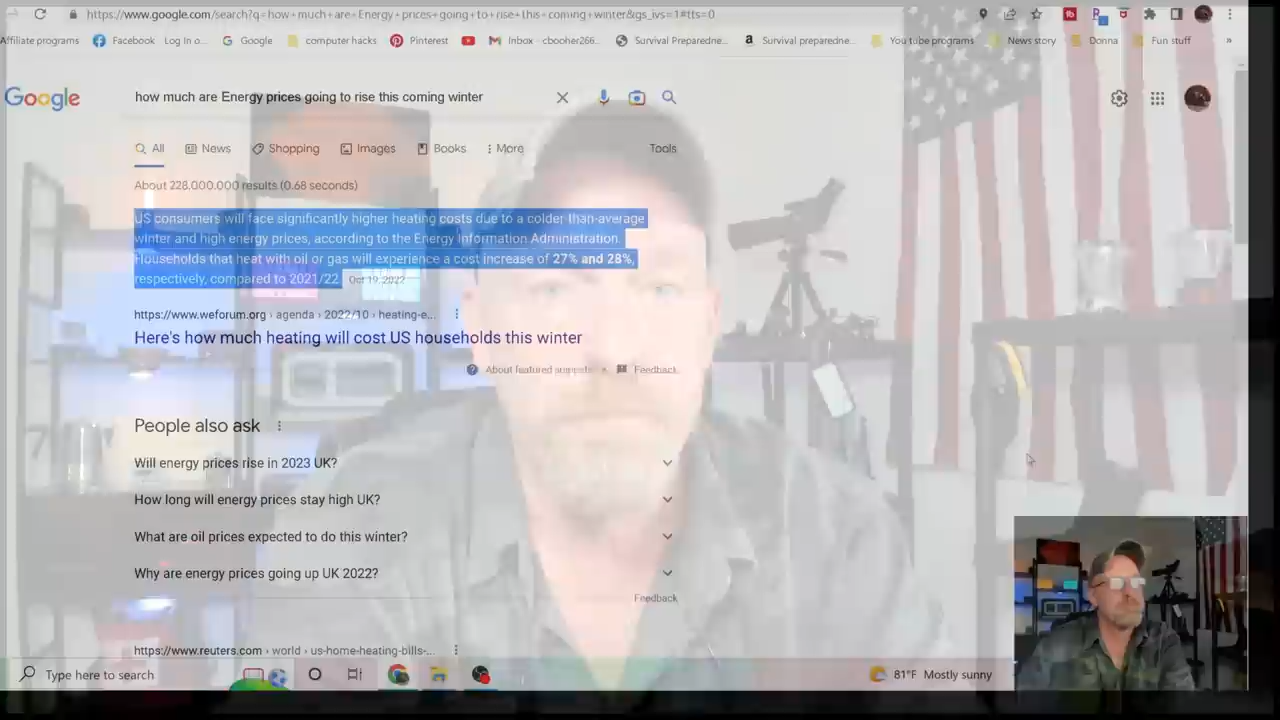 https://www.google.com/search?q=how+much+are+Energy+prices+going+to+rise+this+coming+winter&gs_ivs=1#tts=0
Affiliate programs Facebook Log In o... Google computer hacks Pinterest Inbox - cbooher266... Survival Preparedne... Survival preparedne... You tube programs News story Donna Fun stuff »
Google how much are Energy prices going to rise this coming winter
All News Shopping Images Books More Tools
About 228,000,000 results (0.68 seconds)
US consumers will face significantly higher heating costs due to a colder-than-average
winter and high energy prices, according to the Energy Information Administration.
Households that heat with oil or gas will experience a cost increase of 27% and 28%,
respectively, compared to 2021/22. Oct 19, 2022
https://www.weforum.org › agenda › 2022/10 › heating-e...
Here's how much heating will cost US households this winter
About featured snippets • Feedback
People also ask
Will energy prices rise in 2023 UK?
How long will energy prices stay high UK?
What are oil prices expected to do this winter?
Why are energy prices going up UK 2022?
Feedback
https://www.reuters.com › world › us-home-heating-bills-...
Type here to search 81°F Mostly sunny